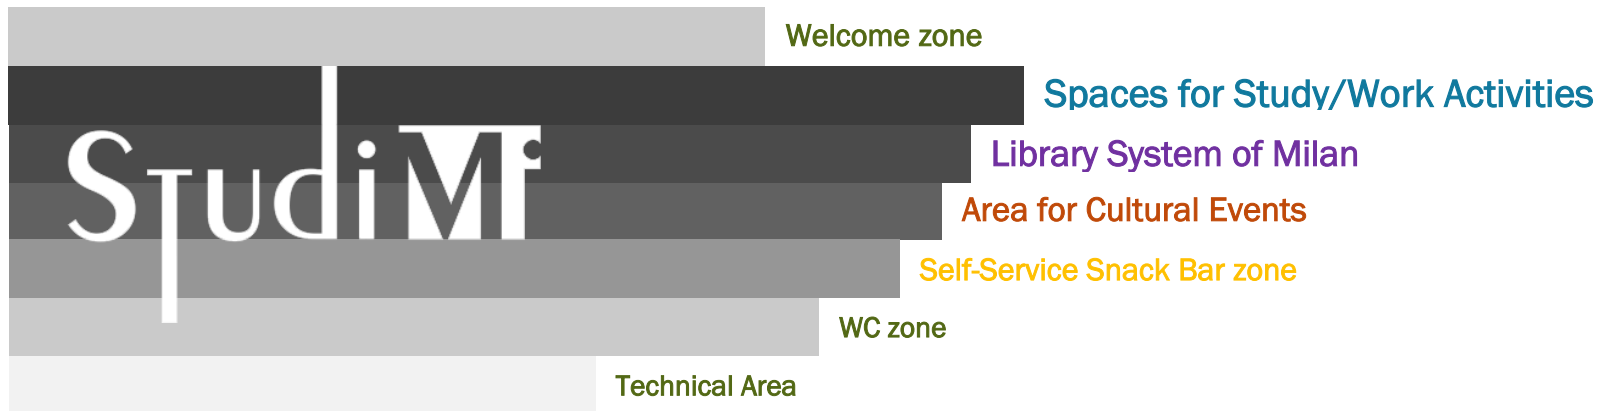 Welcome zone
Spaces for Study/Work Activities
StudiMi
Library System of Milan
Area for Cultural Events
Self-Service Snack Bar zone
WC zone
Technical Area